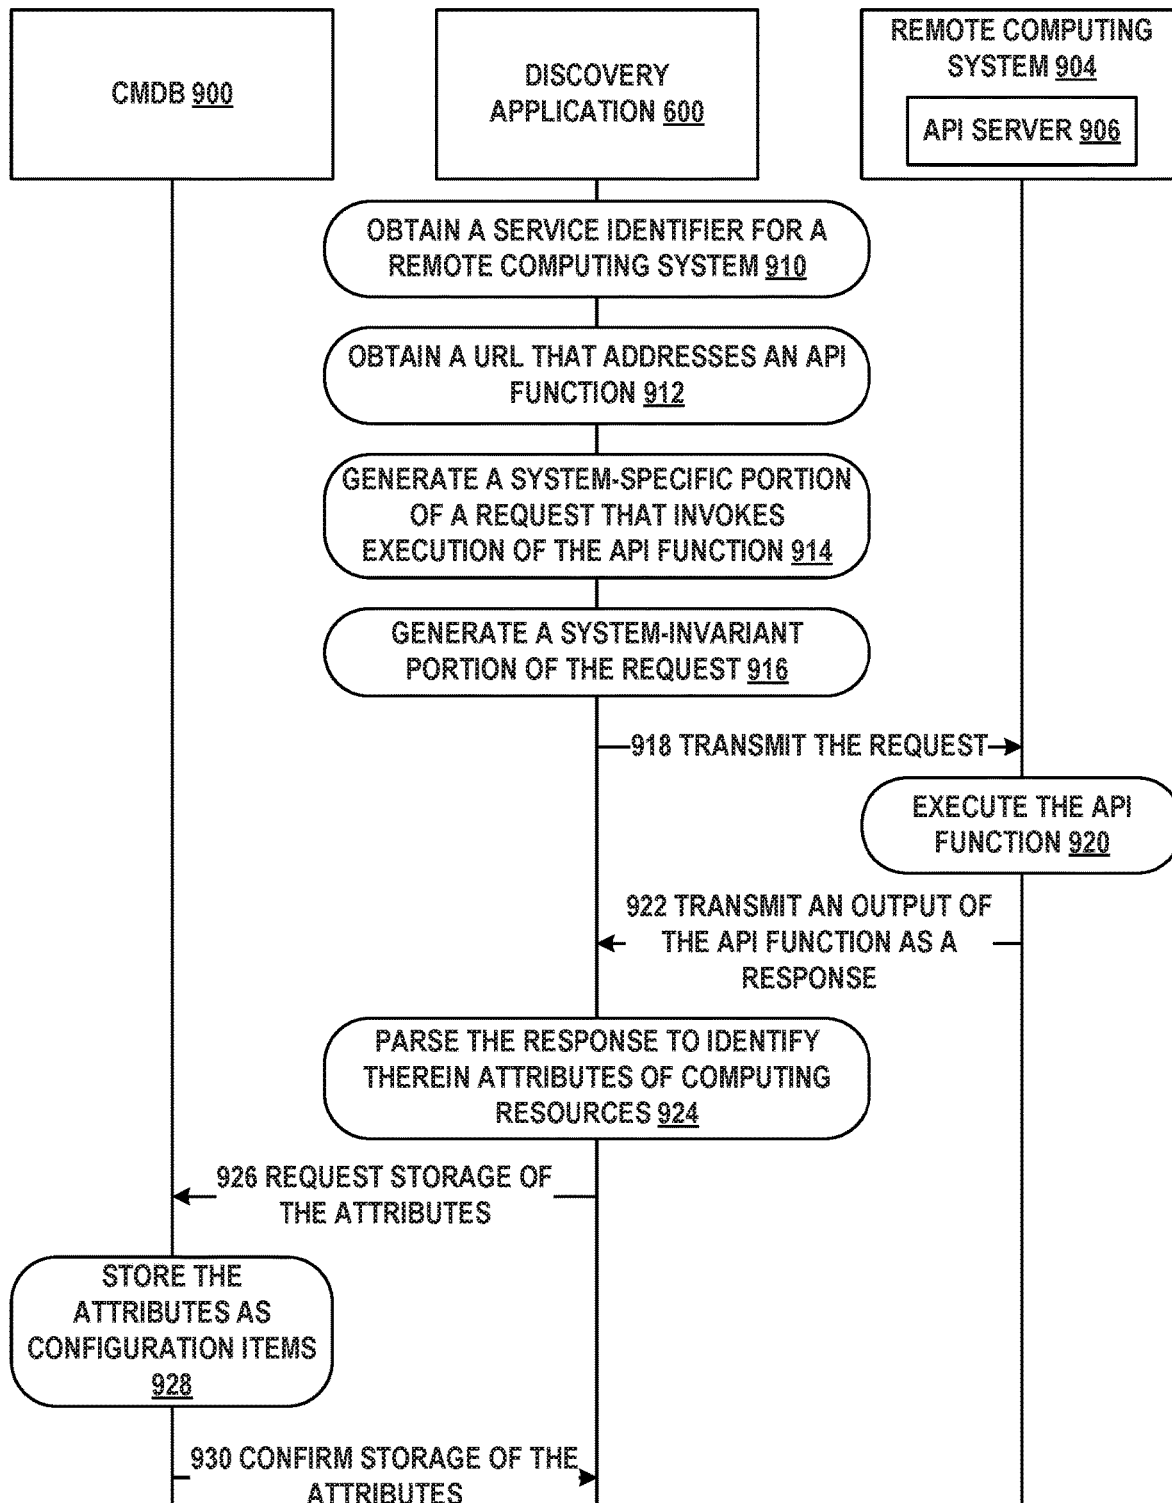 CMDB 900
DISCOVERY
APPLICATION 600
REMOTE COMPUTING
SYSTEM 904
API SERVER 906
OBTAIN A SERVICE IDENTIFIER FOR A
REMOTE COMPUTING SYSTEM 910
OBTAIN A URL THAT ADDRESSES AN API
FUNCTION 912
GENERATE A SYSTEM-SPECIFIC PORTION
OF A REQUEST THAT INVOKES
EXECUTION OF THE API FUNCTION 914
GENERATE A SYSTEM-INVARIANT
PORTION OF THE REQUEST 916
918 TRANSMIT THE REQUEST
EXECUTE THE API
FUNCTION 920
922 TRANSMIT AN OUTPUT OF
THE API FUNCTION AS A
RESPONSE
PARSE THE RESPONSE TO IDENTIFY
THEREIN ATTRIBUTES OF COMPUTING
RESOURCES 924
926 REQUEST STORAGE OF
THE ATTRIBUTES
STORE THE
ATTRIBUTES AS
CONFIGURATION ITEMS
928
930 CONFIRM STORAGE OF THE
ATTRIBUTES